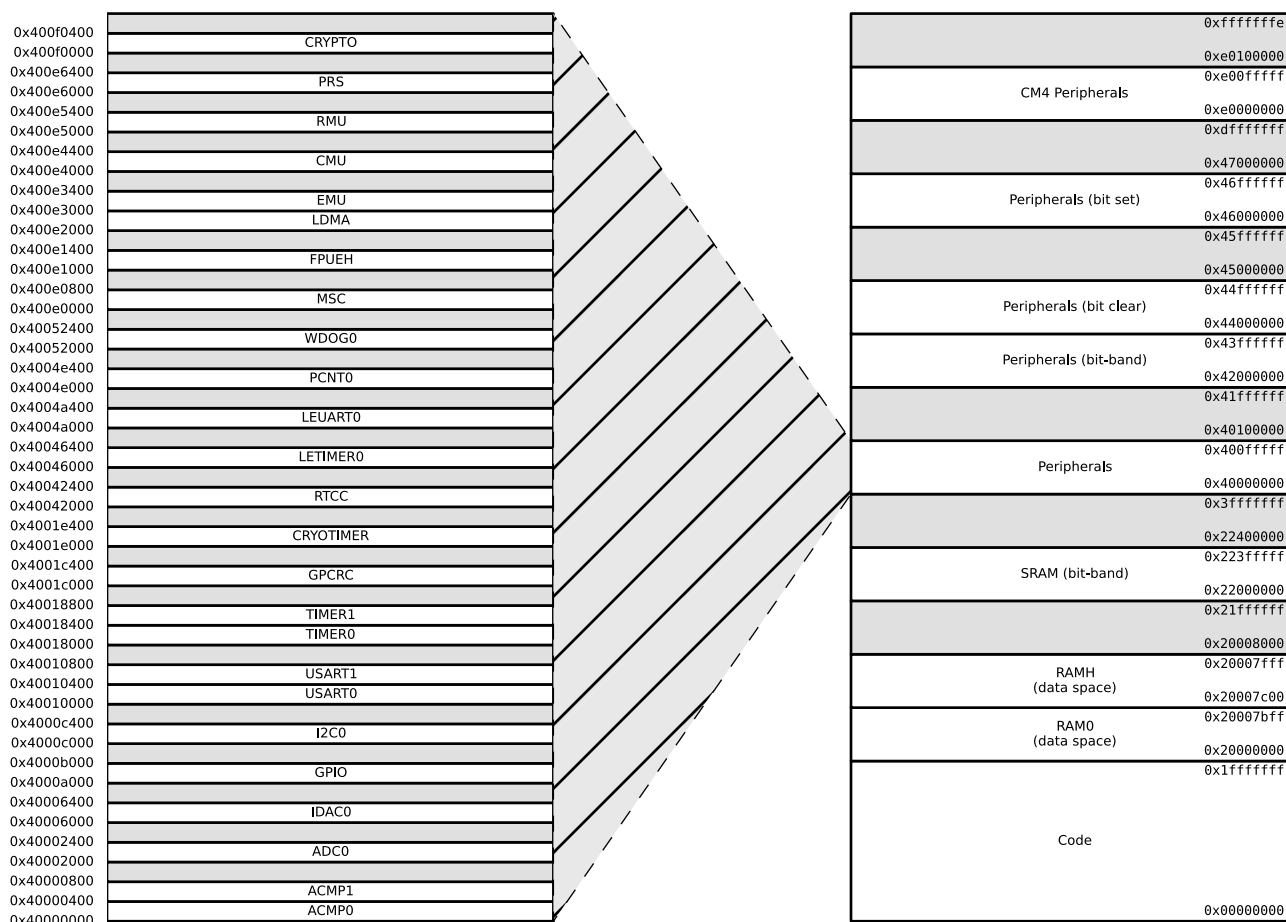 0x400f0400
CRYPTO
0x400f0000
0x400e6400
PRS
0x400e6000
0x400e5400
RMU
0x400e5000
0x400e4400
CMU
0x400e4000
0x400e3400
EMU
0x400e3000
LDMA
0x400e2000
0x400e1400
FPUEH
0x400e1000
0x400e0800
MSC
0x400e0000
0x40052400
WDOG0
0x40052000
0x4004e400
PCNT0
0x4004e000
0x4004a400
LEUART0
0x4004a000
0x40046400
LETIMER0
0x40046000
0x40042400
RTCC
0x40042000
0x4001e400
CRYOTIMER
0x4001e000
0x4001c400
GPCRC
0x4001c000
0x40018800
TIMER1
0x40018400
TIMER0
0x40018000
0x40010800
USART1
0x40010400
USART0
0x40010000
0x4000c400
I2C0
0x4000c000
0x4000b000
GPIO
0x4000a000
0x40006400
IDAC0
0x40006000
0x40002400
ADC0
0x40002000
0x40000800
ACMP1
0x40000400
ACMP0
0x40000000
0xfffffffe
0xe0100000
0xe00fffff
CM4 Peripherals
0xe0000000
0xdfffffff
0x47000000
0x46ffffff
Peripherals (bit set)
0x46000000
0x45ffffff
0x45000000
0x44ffffff
Peripherals (bit clear)
0x44000000
0x43ffffff
Peripherals (bit-band)
0x42000000
0x41ffffff
0x40100000
0x400fffff
Peripherals
0x40000000
0x3fffffff
0x22400000
0x223fffff
SRAM (bit-band)
0x22000000
0x21ffffff
0x20008000
0x20007fff
RAMH
(data space)
0x20007c00
0x20007bff
RAM0
(data space)
0x20000000
0x1fffffff
Code
0x00000000